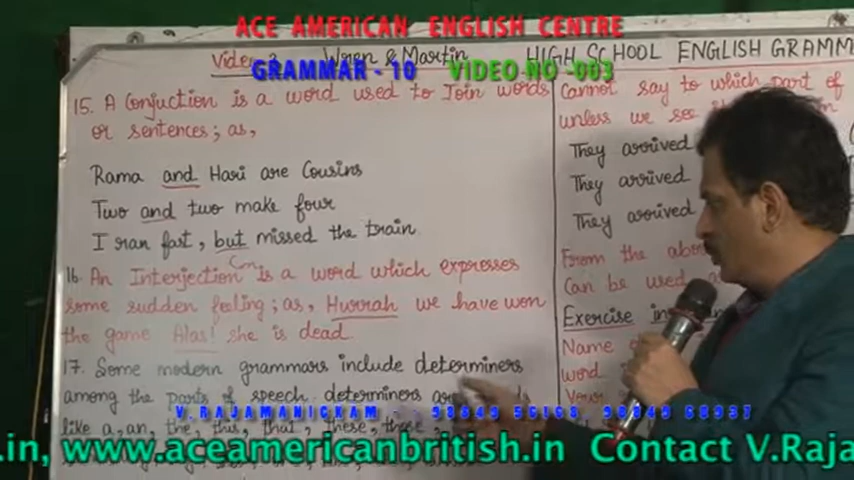 ACE AMERICAN ENGLISH CENTRE
Wren & Martin HIGH SCHOOL ENGLISH GRAMM
GRAMMAR - 10 VIDEO NO -003
15. A Conjuction is a word used to Join words
or sentences; as,
Rama and Hari are Cousins
Two and two make four
I ran fast, but missed the train
16. An Interjection is a word which expresses
some sudden feeling; as, Hurrah we have won
the game Alas! she is dead
17. Some modern grammars include determiners
among the parts of speech determiners are
like a, an, the, this, that, these, these,
Cannot say to which part of
unless we see
They arrived
They arrived
They arrived
From the
Can be used
Exercise in
Name
word
V.RAJAMANICKAM
.in, www.aceamericanbritish.in Contact V.Raja